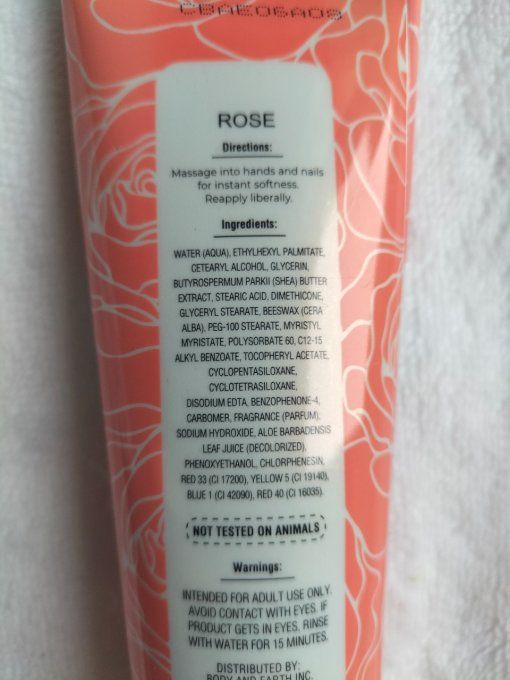 ROSE
Directions:
Massage into hands and nails
for instant softness.
Reapply liberally.
Ingredients:
WATER (AQUA), ETHYLHEXYL PALMITATE,
CETEARYL ALCOHOL, GLYCERIN,
BUTYROSPERMUM PARKII (SHEA) BUTTER
EXTRACT, STEARIC ACID, DIMETHICONE,
GLYCERYL STEARATE, BEESWAX (CERA
ALBA), PEG-100 STEARATE, MYRISTYL
MYRISTATE, POLYSORBATE 60, C12-15
ALKYL BENZOATE, TOCOPHERYL ACETATE,
CYCLOPENTASILOXANE,
CYCLOTETRASILOXANE,
DISODIUM EDTA, BENZOPHENONE-4,
CARBOMER, FRAGRANCE (PARFUM),
SODIUM HYDROXIDE, ALOE BARBADENSIS
LEAF JUICE (DECOLORIZED),
PHENOXYETHANOL, CHLORPHENESIN,
RED 33 (CI 17200), YELLOW 5 (CI 19140),
BLUE 1 (CI 42090), RED 40 (CI 16035).
NOT TESTED ON ANIMALS
Warnings:
INTENDED FOR ADULT USE ONLY.
AVOID CONTACT WITH EYES. IF
PRODUCT GETS IN EYES, RINSE
WITH WATER FOR 15 MINUTES.
DISTRIBUTED BY:
BODY AND EARTH INC.